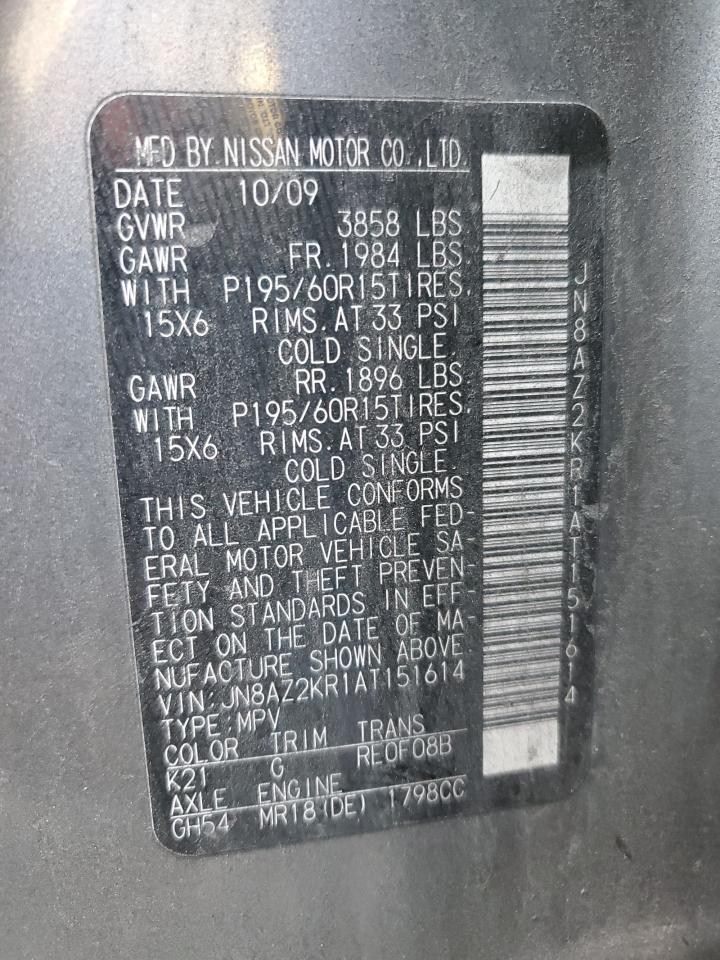 MFD BY NISSAN MOTOR CO.,LTD.
DATE 10/09
GVWR 3858 LBS
GAWR FR. 1984 LBS
WITH P195/60R15TIRES,
15X6 RIMS.AT 33 PSI
COLD SINGLE.
GAWR RR. 1896 LBS
WITH P195/60R15TIRES,
15X6 RIMS.AT 33 PSI
COLD SINGLE.
THIS VEHICLE CONFORMS
TO ALL APPLICABLE FED-
ERAL MOTOR VEHICLE SA-
FETY AND THEFT PREVEN-
TION STANDARDS IN EFF-
ECT ON THE DATE OF MA-
NUFACTURE SHOWN ABOVE.
VIN:JN8AZ2KR1AT151614
TYPE:MPV
COLOR TRIM TRANS
K21 G RE0F08B
AXLE ENGINE
GH54 MR18(DE) 1798CC
JN8AZ2KR1AT151614